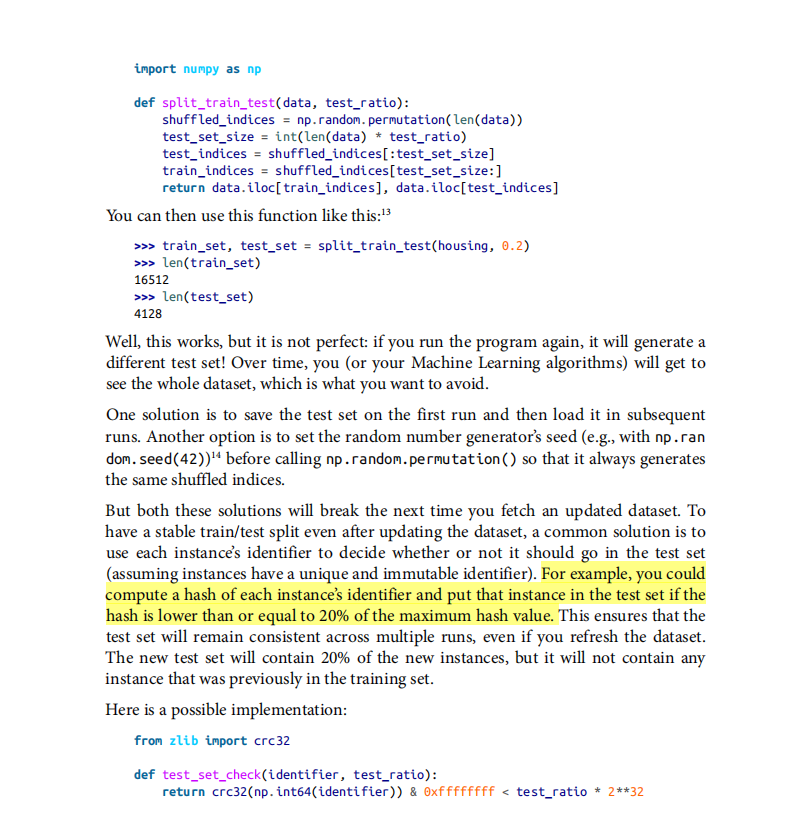 import numpy as np
def split_train_test(data, test_ratio):
    shuffled_indices = np.random.permutation(len(data))
    test_set_size = int(len(data) * test_ratio)
    test_indices = shuffled_indices[:test_set_size]
    train_indices = shuffled_indices[test_set_size:]
    return data.iloc[train_indices], data.iloc[test_indices]
You can then use this function like this:¹³
>>> train_set, test_set = split_train_test(housing, 0.2)
>>> len(train_set)
16512
>>> len(test_set)
4128
Well, this works, but it is not perfect: if you run the program again, it will generate a
different test set! Over time, you (or your Machine Learning algorithms) will get to
see the whole dataset, which is what you want to avoid.
One solution is to save the test set on the first run and then load it in subsequent
runs. Another option is to set the random number generator’s seed (e.g., with np.ran
dom.seed(42))¹⁴ before calling np.random.permutation() so that it always generates
the same shuffled indices.
But both these solutions will break the next time you fetch an updated dataset. To
have a stable train/test split even after updating the dataset, a common solution is to
use each instance’s identifier to decide whether or not it should go in the test set
(assuming instances have a unique and immutable identifier). For example, you could
compute a hash of each instance’s identifier and put that instance in the test set if the
hash is lower than or equal to 20% of the maximum hash value. This ensures that the
test set will remain consistent across multiple runs, even if you refresh the dataset.
The new test set will contain 20% of the new instances, but it will not contain any
instance that was previously in the training set.
Here is a possible implementation:
from zlib import crc32
def test_set_check(identifier, test_ratio):
    return crc32(np.int64(identifier)) & 0xffffffff < test_ratio * 2**32